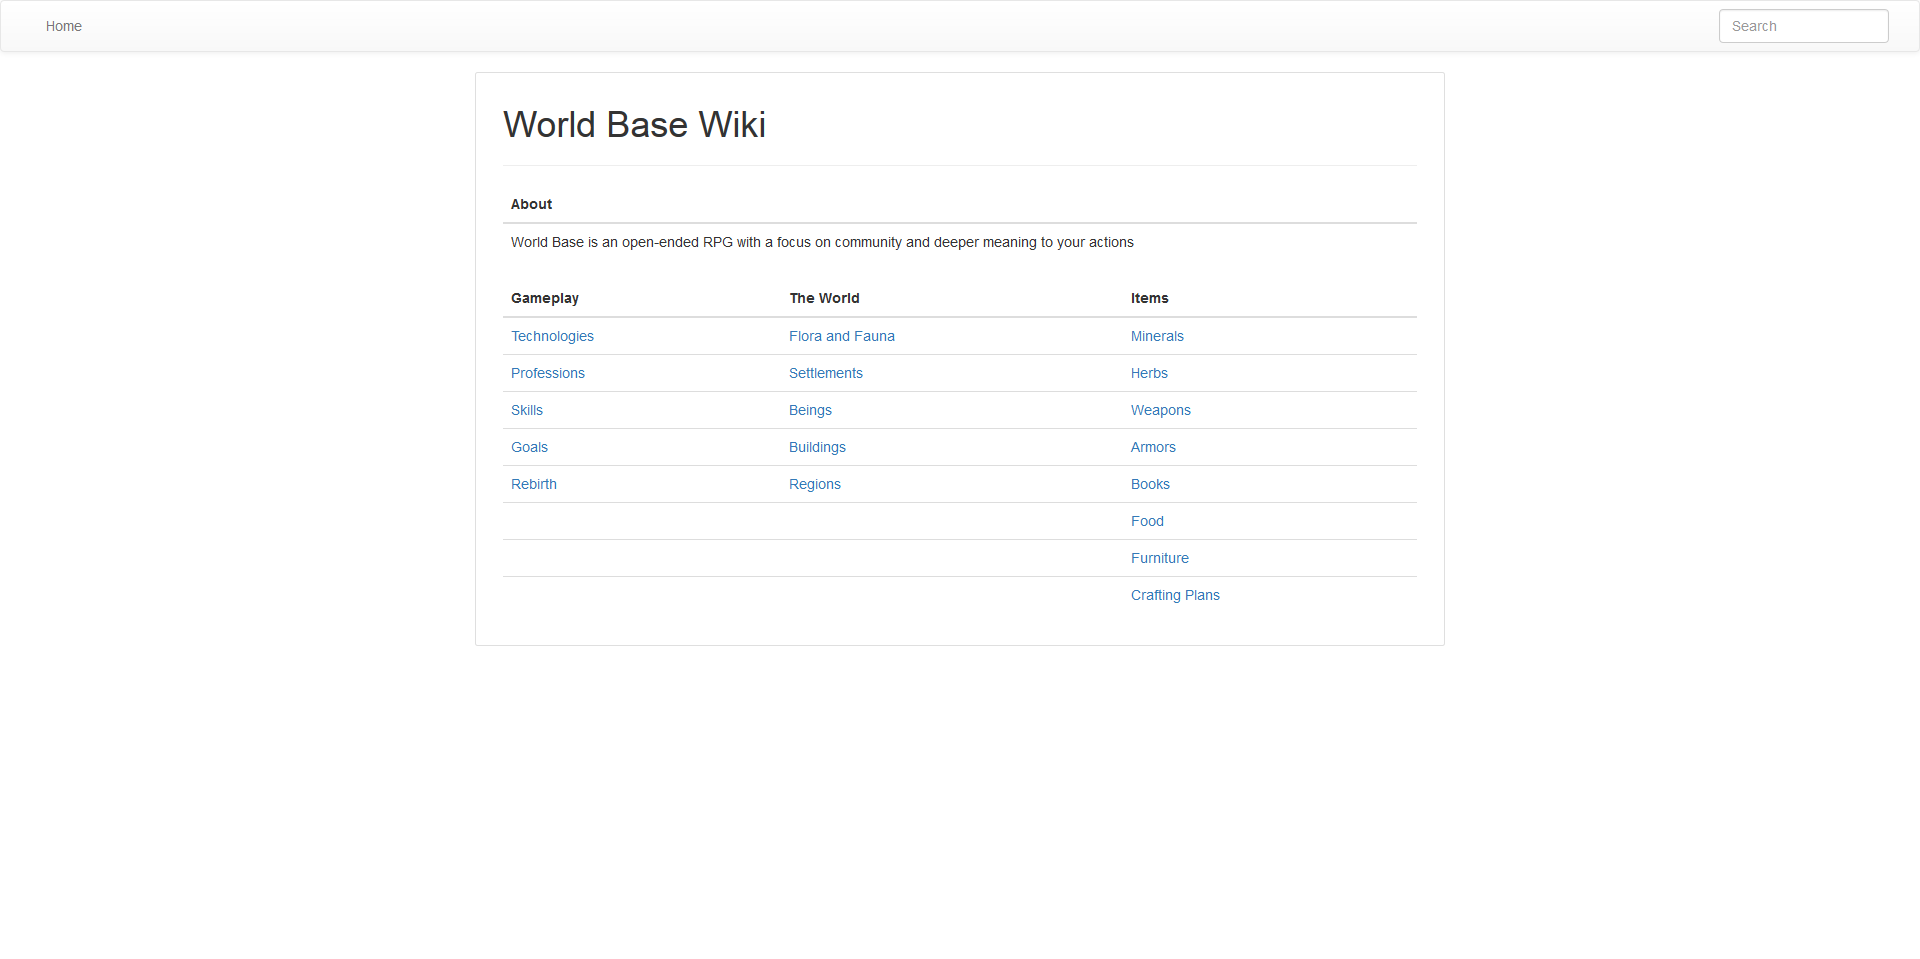 Home Search
World Base Wiki
About
World Base is an open-ended RPG with a focus on community and deeper meaning to your actions
Gameplay The World Items
Technologies Flora and Fauna Minerals
Professions Settlements Herbs
Skills Beings Weapons
Goals Buildings Armors
Rebirth Regions Books
Food
Furniture
Crafting Plans